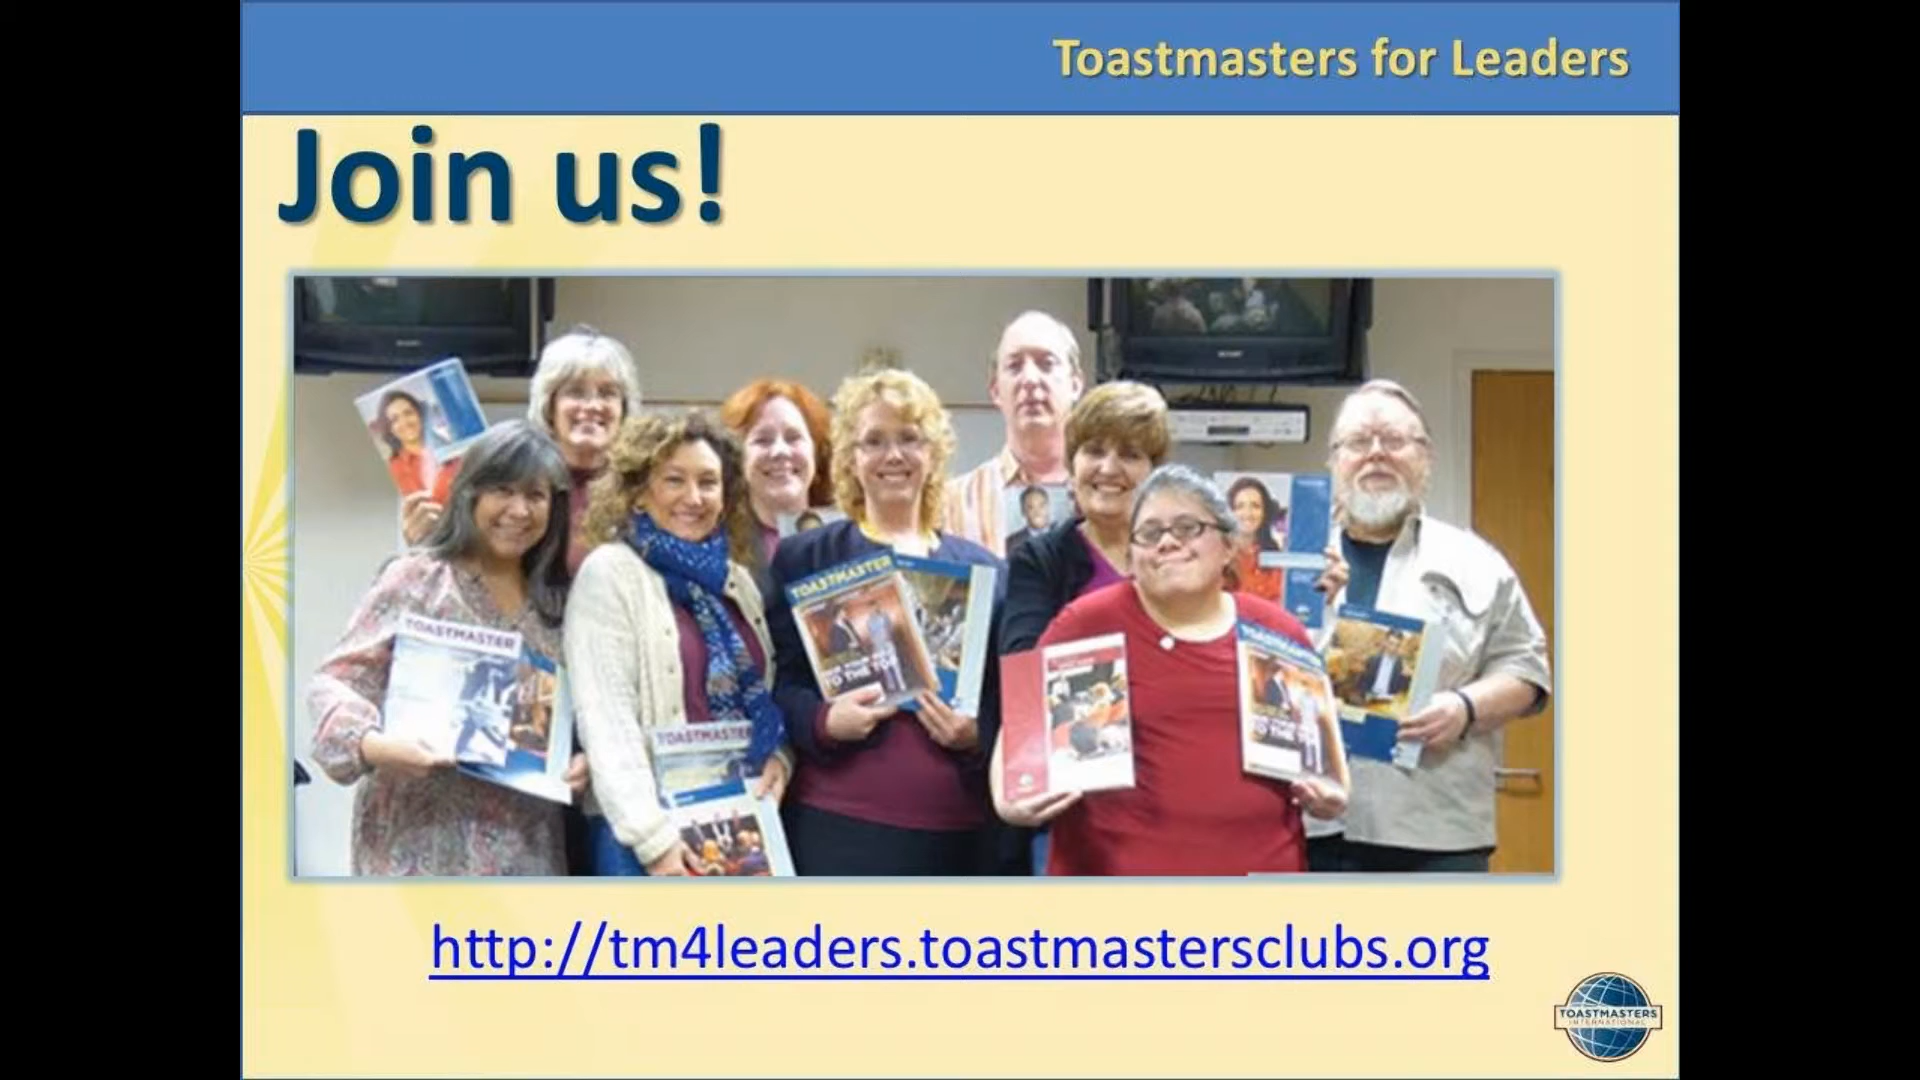 Toastmasters for Leaders
Join us!
TOASTMASTER
TOASTMASTER
TO THE TOP
TOASTMASTER
TOASTMASTER
http://tm4leaders.toastmastersclubs.org
TOASTMASTERS
INTERNATIONAL